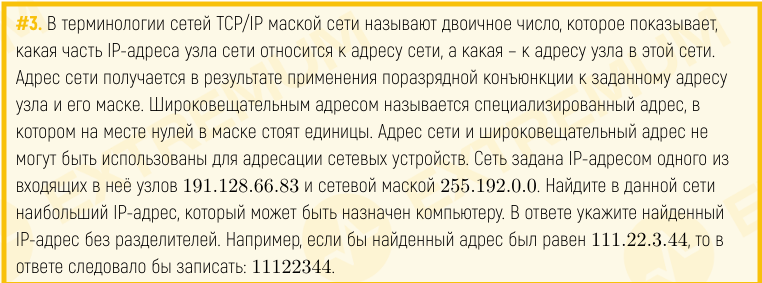 #3. В терминологии сетей TCP/IP маской сети называют двоичное число, которое показывает,
какая часть IP-адреса узла сети относится к адресу сети, а какая – к адресу узла в этой сети.
Адрес сети получается в результате применения поразрядной конъюнкции к заданному адресу
узла и его маске. Широковещательным адресом называется специализированный адрес, в
котором на месте нулей в маске стоят единицы. Адрес сети и широковещательный адрес не
могут быть использованы для адресации сетевых устройств. Сеть задана IP-адресом одного из
входящих в неё узлов 191.128.66.83 и сетевой маской 255.192.0.0. Найдите в данной сети
наибольший IP-адрес, который может быть назначен компьютеру. В ответе укажите найденный
IP-адрес без разделителей. Например, если бы найденный адрес был равен 111.22.3.44, то в
ответе следовало бы записать: 11122344.